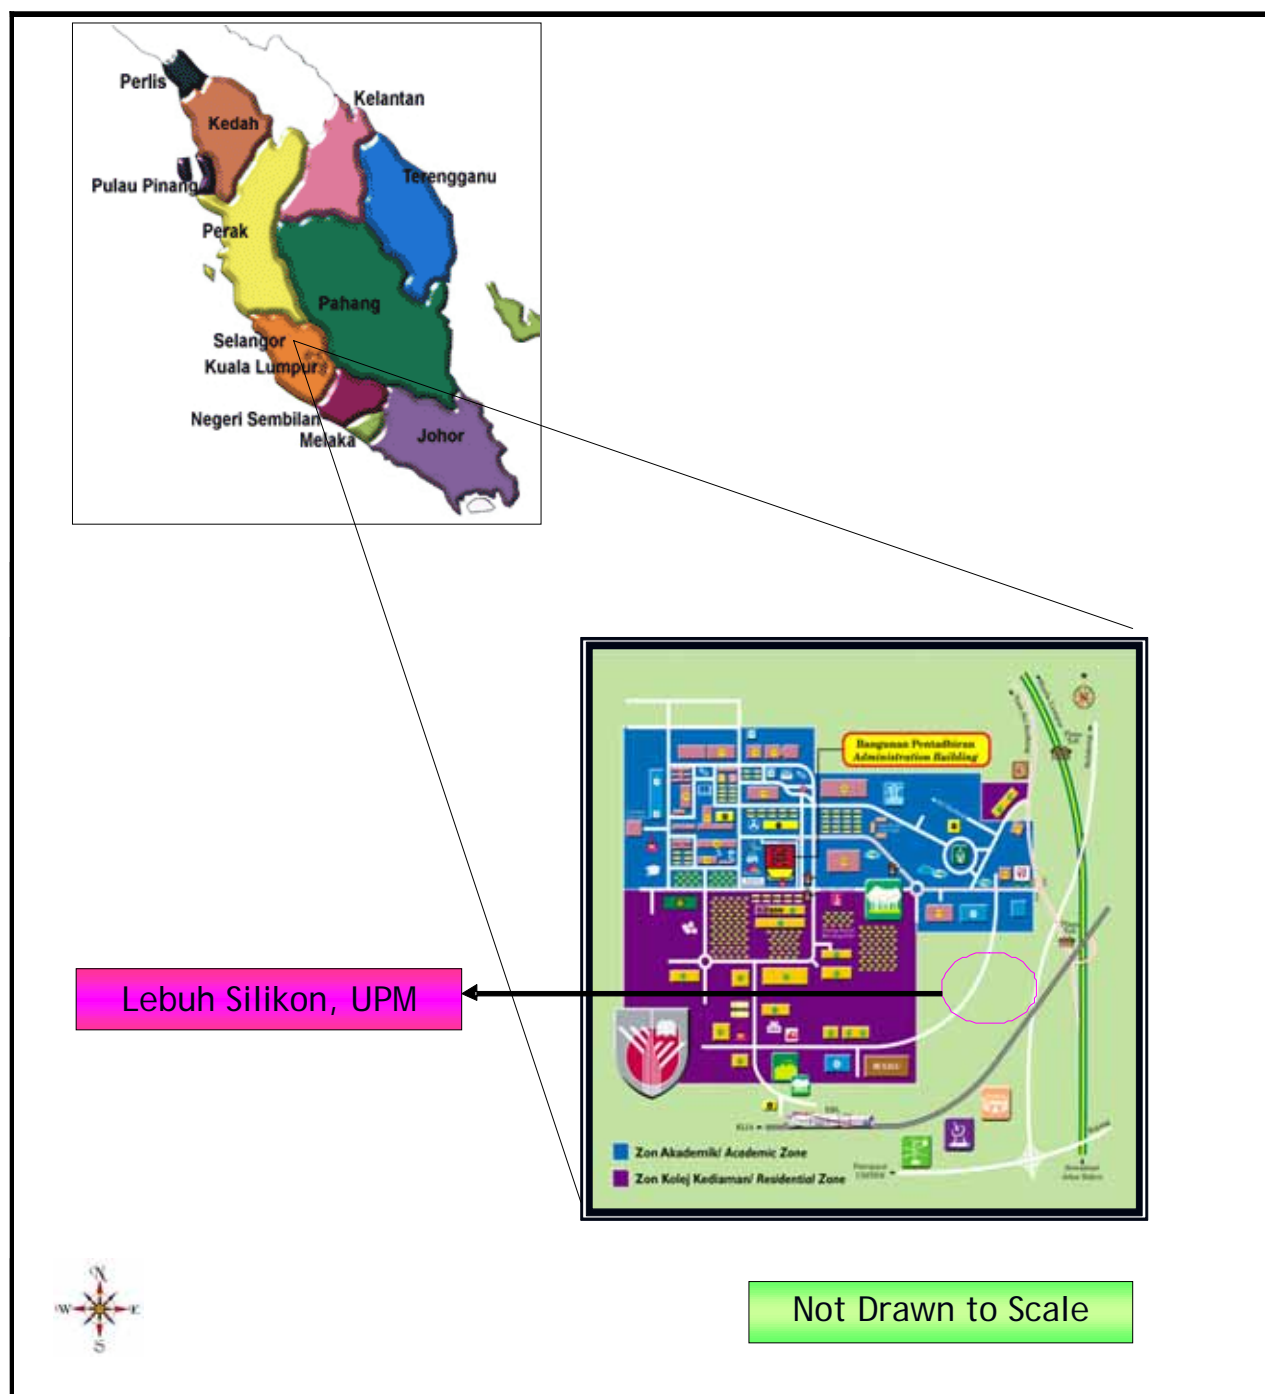 Perlis
Kelantan
Kedah
Terengganu
Pulau Pinang
Perak
Pahang
Selangor
Kuala Lumpur
Negeri Sembilan
Melaka
Johor
Bangunan Pentadbiran
Administration Building
Lebuh Silikon, UPM
Zon Akademik/ Academic Zone
Zon Kolej Kediaman/ Residential Zone
N
W
E
S
Not Drawn to Scale